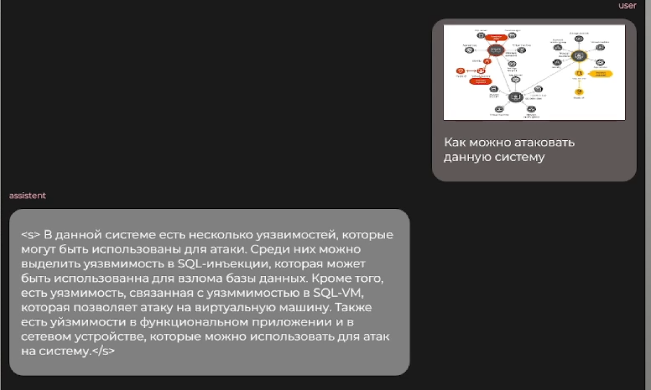 user
Как можно атаковать
данную систему
assistent
<s> В данной системе есть несколько уязвимостей, которые
могут быть использованы для атаки. Среди них можно
выделить уязвмимость в SQL-инъекции, которая может
быть использованна для взлома базы данных. Кроме того,
есть уязмимость, связанная с уязммимостью в SQL-VM,
которая позволяет атаку на виртуальную машину. Также
есть уйзмимости в функциональном приложении и в
сетевом устройстве, которые можно использовать для атак
на систему.</s>